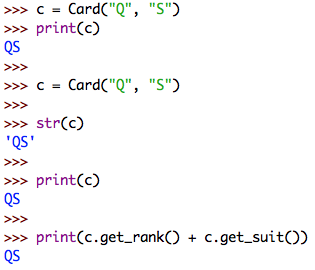 >>> c = Card("Q", "S")
>>> print(c)
QS
>>>
>>> c = Card("Q", "S")
>>>
>>> str(c)
'QS'
>>>
>>> print(c)
QS
>>>
>>> print(c.get_rank() + c.get_suit())
QS